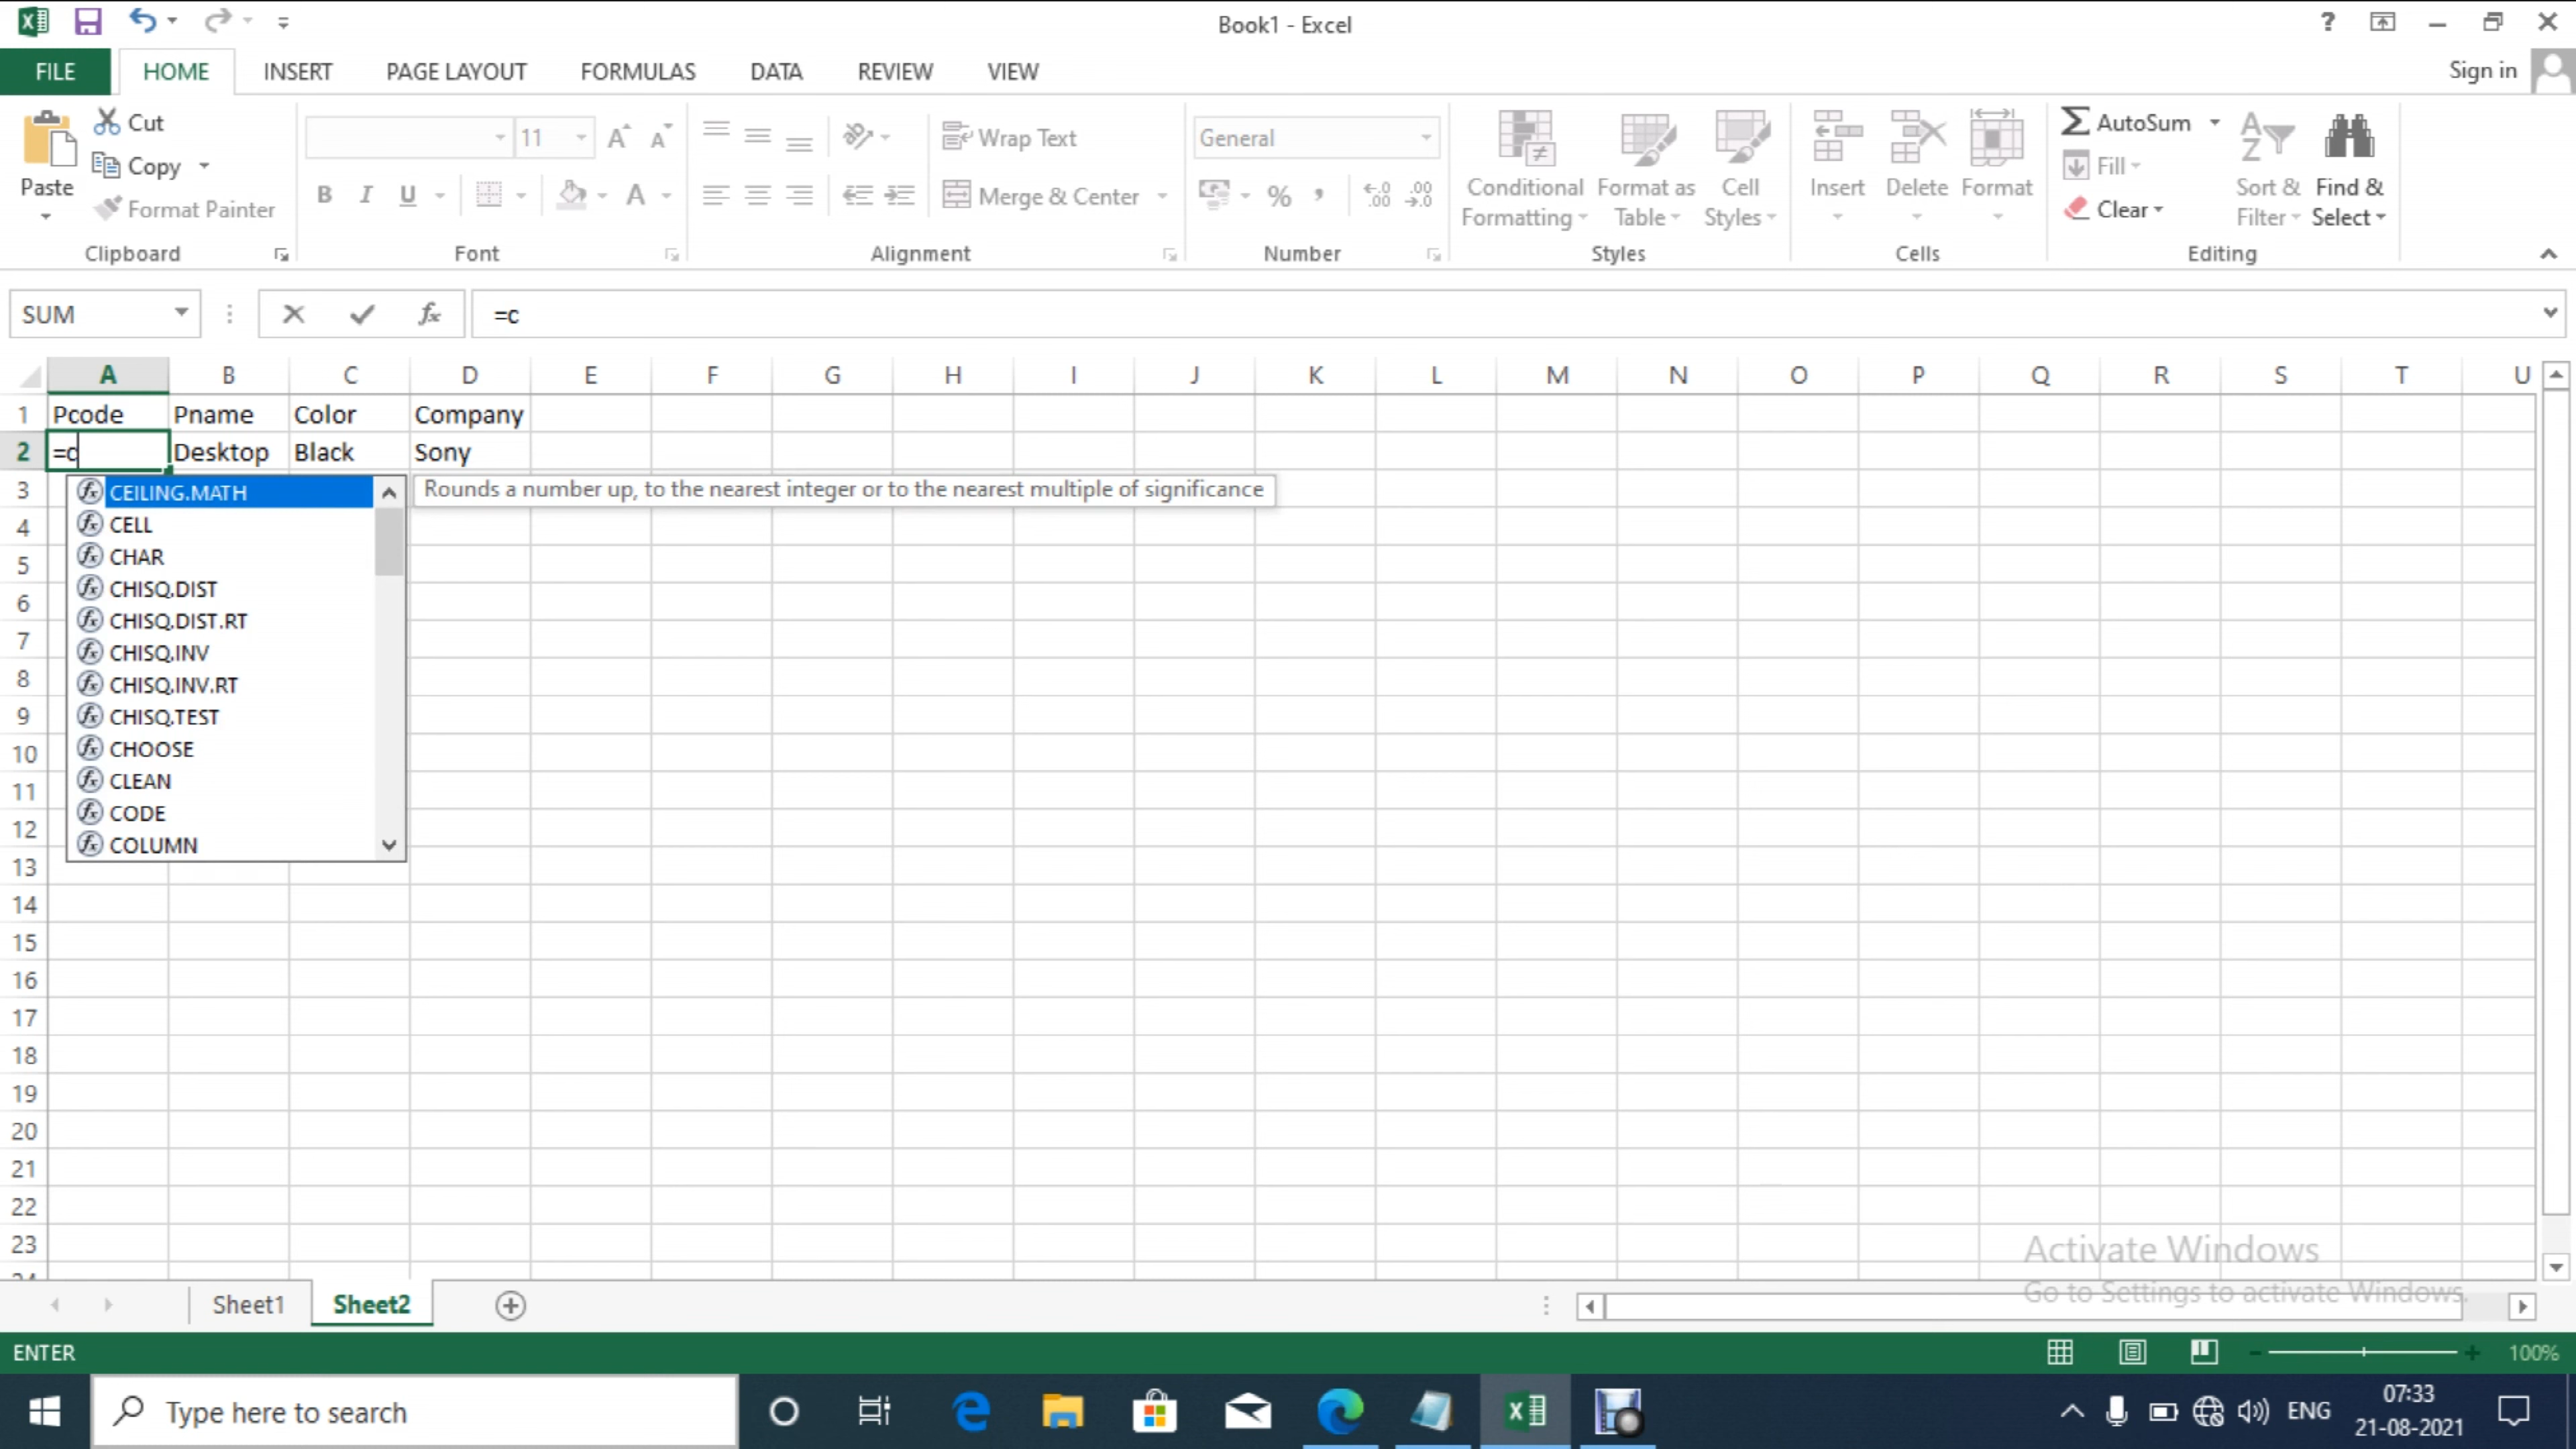 Book1 - Excel
?
FILE HOME INSERT PAGE LAYOUT FORMULAS DATA REVIEW VIEW Sign in
Paste Cut Copy Format Painter Clipboard
11 A A B I U A Font
Wrap Text Merge & Center Alignment
General % , Number
Conditional Formatting Format as Table Cell Styles Styles
Insert Delete Format Cells
AutoSum Fill Clear Sort & Filter Find & Select Editing
SUM fx =c
A B C D E F G H I J K L M N O P Q R S T U
1 Pcode Pname Color Company
2 =c Desktop Black Sony
3
CEILING.MATH Rounds a number up, to the nearest integer or to the nearest multiple of significance
4 CELL
5 CHAR
6 CHISQ.DIST
CHISQ.DIST.RT
7 CHISQ.INV
8 CHISQ.INV.RT
9 CHISQ.TEST
10 CHOOSE
11 CLEAN
12 CODE
COLUMN
13
14
15
16
17
18
19
20
21
22
23
24
Activate Windows
Go to Settings to activate Windows.
Sheet1 Sheet2
ENTER 100%
Type here to search ENG 07:33
21-08-2021